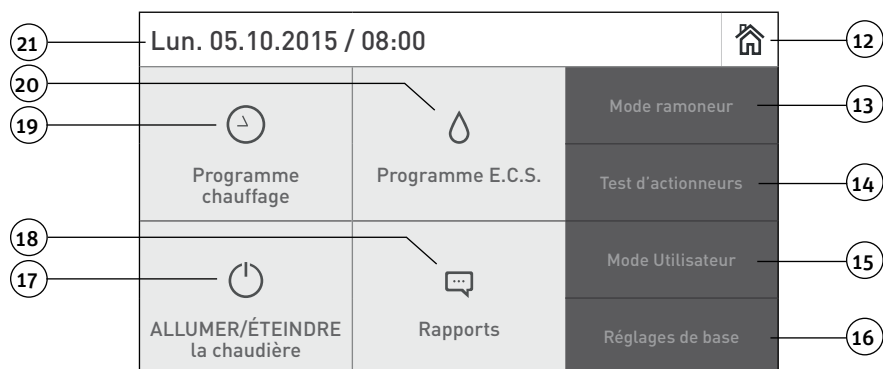 21
Lun. 05.10.2015 / 08:00
12
20
19
Programme
chauffage
Programme E.C.S.
Mode ramoneur
13
Test d'actionneurs
14
18
17
ALLUMER/ÉTEINDRE
la chaudière
Rapports
Mode Utilisateur
15
Réglages de base
16